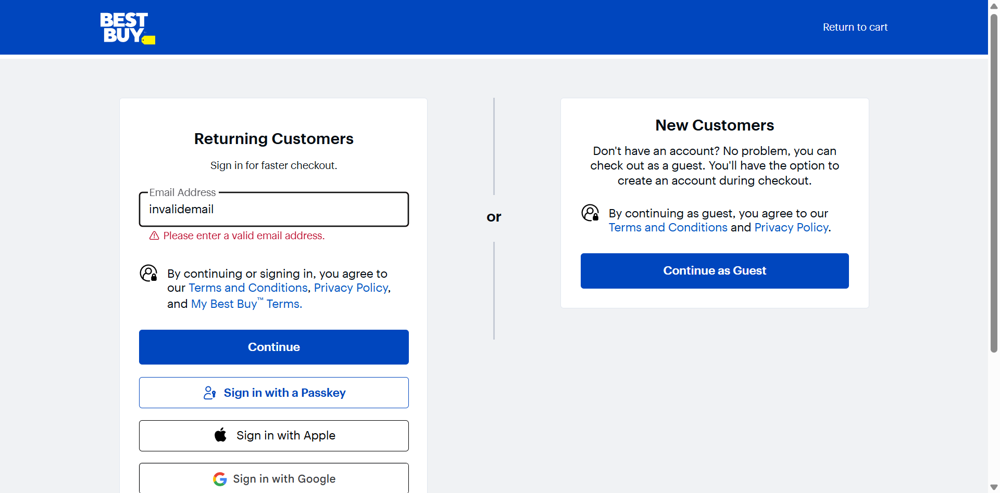 BEST
BUY
Return to cart
Returning Customers
Sign in for faster checkout.
Email Address
invalidemail
Please enter a valid email address.
By continuing or signing in, you agree to
our Terms and Conditions, Privacy Policy,
and My Best Buy™ Terms.
Continue
Sign in with a Passkey
Sign in with Apple
Sign in with Google
or
New Customers
Don't have an account? No problem, you can
check out as a guest. You'll have the option to
create an account during checkout.
By continuing as guest, you agree to our
Terms and Conditions and Privacy Policy.
Continue as Guest